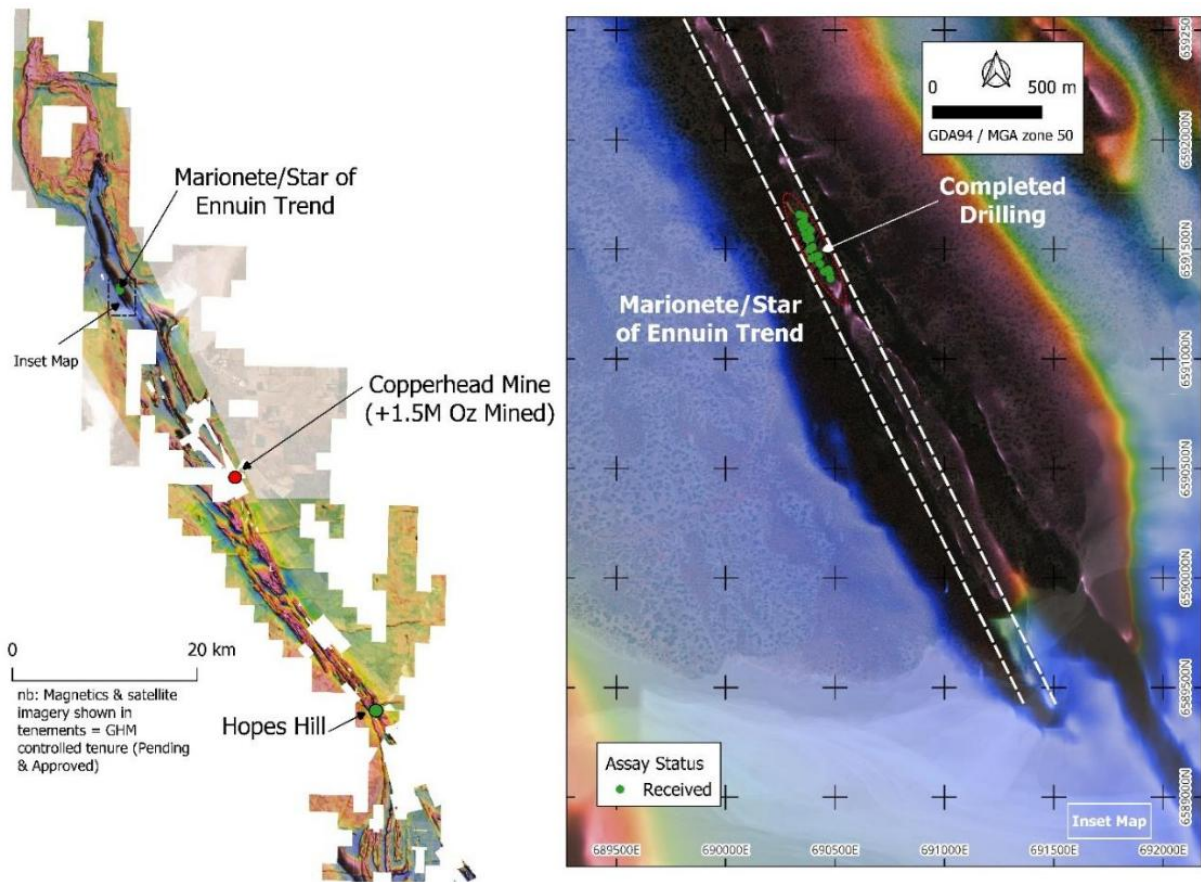 Marionete/Star of
Ennuin Trend
Inset Map
Copperhead Mine
(+1.5M Oz Mined)
0 20 km
nb: Magnetics & satellite
imagery shown in
tenements = GHM
controlled tenure (Pending
& Approved)
Hopes Hill
0 500 m
GDA94 / MGA zone 50
Completed
Drilling
Marionete/Star
of Ennuin Trend
Assay Status
Received
Inset Map
659250
6592000N
6591500N
6591000N
6590500N
6590000N
6589500N
6589000N
689500E 690000E 690500E 691000E 691500E 692000E